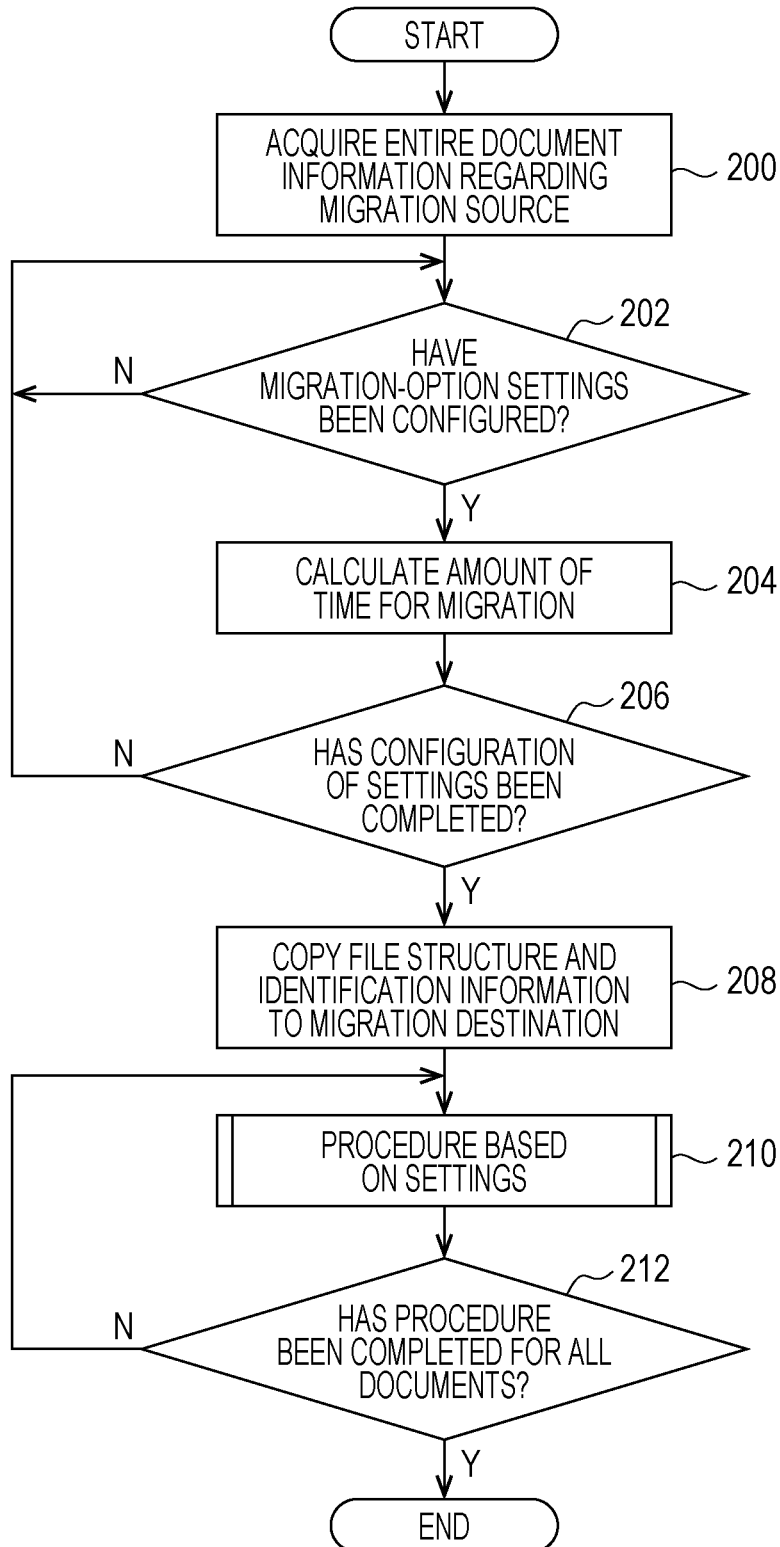 START
ACQUIRE ENTIRE DOCUMENT
INFORMATION REGARDING
MIGRATION SOURCE
200
202
HAVE
MIGRATION-OPTION SETTINGS
BEEN CONFIGURED?
N
Y
CALCULATE AMOUNT OF
TIME FOR MIGRATION
204
206
HAS CONFIGURATION
OF SETTINGS BEEN
COMPLETED?
N
Y
COPY FILE STRUCTURE AND
IDENTIFICATION INFORMATION
TO MIGRATION DESTINATION
208
PROCEDURE BASED
ON SETTINGS
210
212
HAS PROCEDURE
BEEN COMPLETED FOR ALL
DOCUMENTS?
N
Y
END